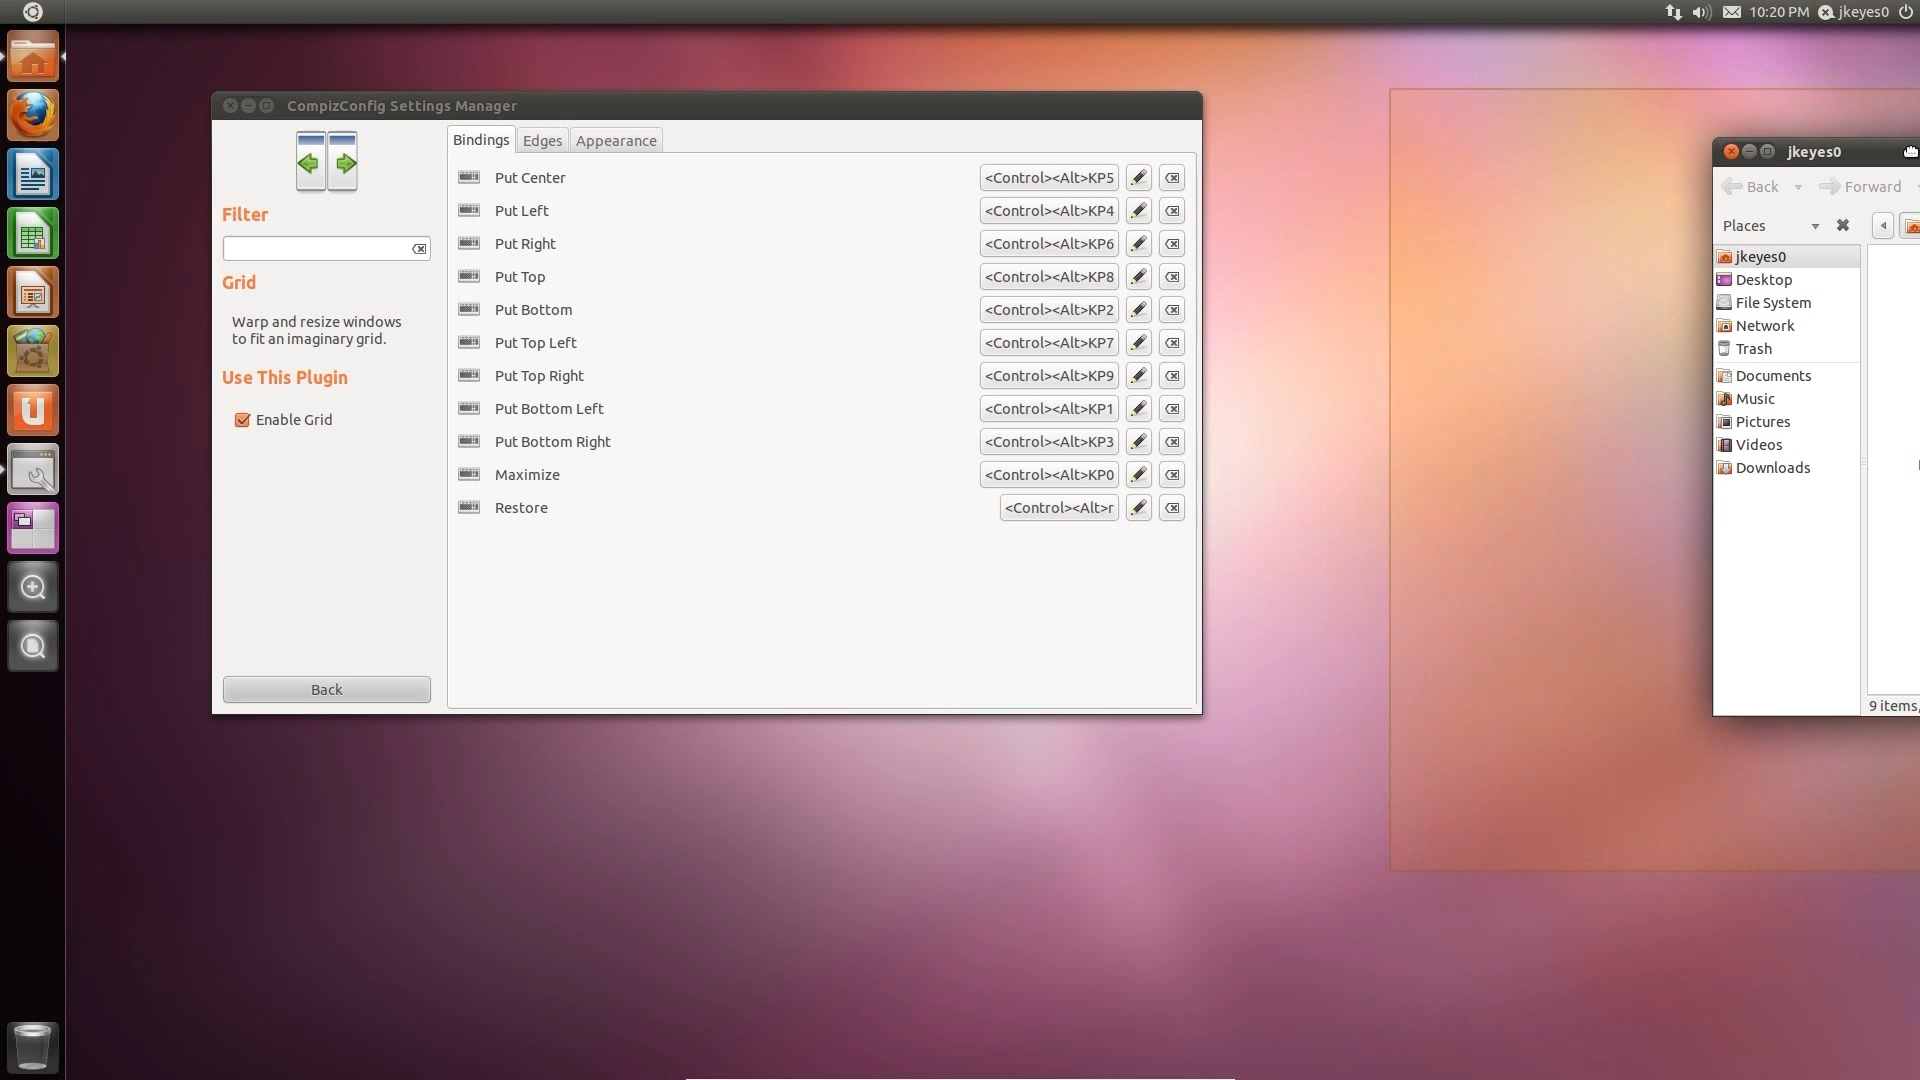 10:20 PM jkeyes0
CompizConfig Settings Manager
Filter
Grid
Warp and resize windows
to fit an imaginary grid.
Use This Plugin
Enable Grid
Back
Bindings Edges Appearance
Put Center <Control><Alt>KP5
Put Left <Control><Alt>KP4
Put Right <Control><Alt>KP6
Put Top <Control><Alt>KP8
Put Bottom <Control><Alt>KP2
Put Top Left <Control><Alt>KP7
Put Top Right <Control><Alt>KP9
Put Bottom Left <Control><Alt>KP1
Put Bottom Right <Control><Alt>KP3
Maximize <Control><Alt>KP0
Restore <Control><Alt>r
jkeyes0
Back Forward
Places
jkeyes0
Desktop
File System
Network
Trash
Documents
Music
Pictures
Videos
Downloads
9 items,